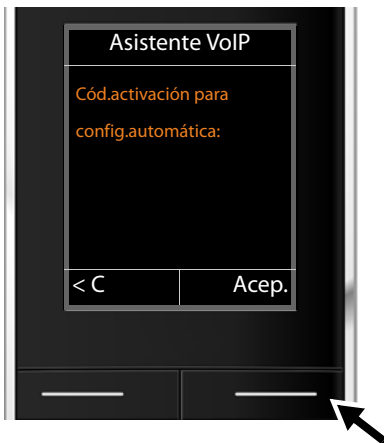 Asistente VoIP
Cód.activación para
config.automática:
< C
Acep.